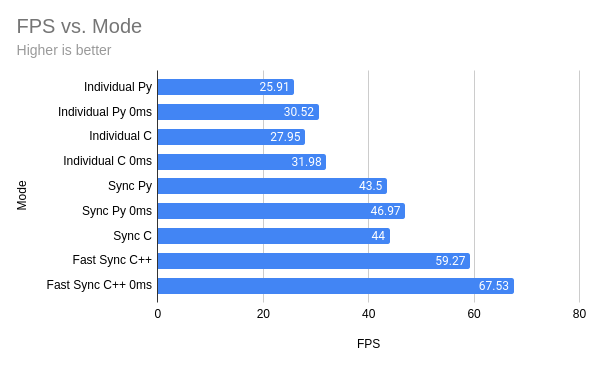 FPS vs. Mode
Higher is better
Mode
Individual Py 25.91
Individual Py 0ms 30.52
Individual C 27.95
Individual C 0ms 31.98
Sync Py 43.5
Sync Py 0ms 46.97
Sync C 44
Fast Sync C++ 59.27
Fast Sync C++ 0ms 67.53
0 20 40 60 80
FPS